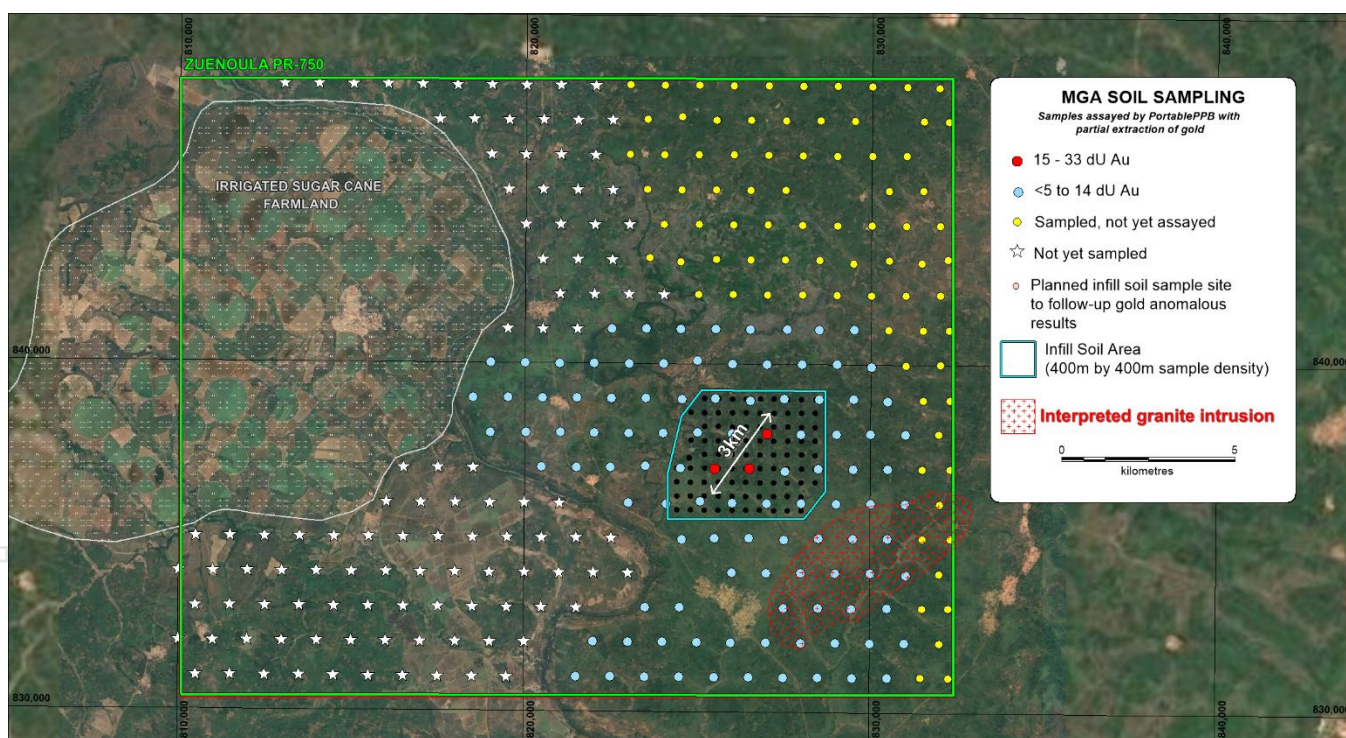 810,000
820,000
830,000
840,000
ZUENOULA PR-750
IRRIGATED SUGAR CANE
FARMLAND
840,000
840,000
3km
830,000
830,000
810,000
820,000
830,000
840,000
MGA SOIL SAMPLING
Samples assayed by PortablePPB with
partial extraction of gold
15 - 33 dU Au
<5 to 14 dU Au
Sampled, not yet assayed
Not yet sampled
Planned infill soil sample site
to follow-up gold anomalous
results
Infill Soil Area
(400m by 400m sample density)
Interpreted granite intrusion
0 5
kilometres